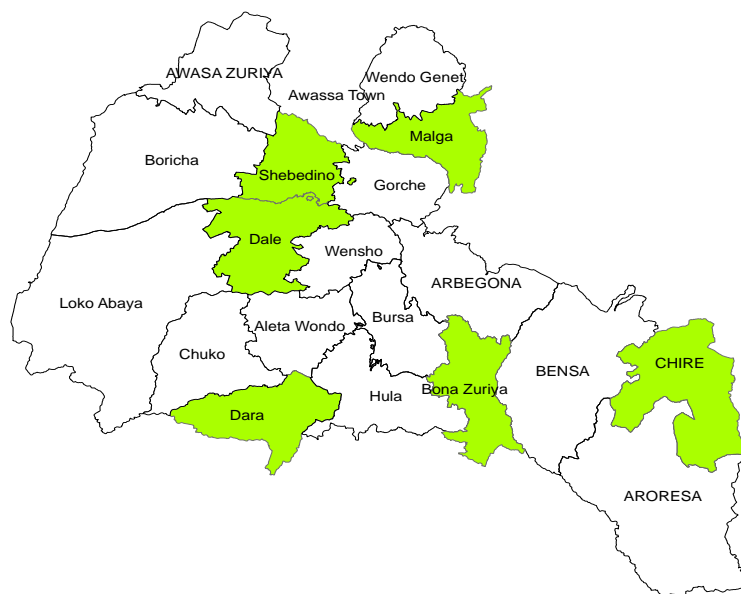 AWASA ZURIYA
Wendo Genet
Awassa Town
Malga
Boricha
Shebedino
Gorche
Dale
Wensho
ARBEGONA
Loko Abaya
Aleta Wondo
Bursa
Chuko
BENSA
CHIRE
Bona Zuriya
Hula
Dara
ARORESA